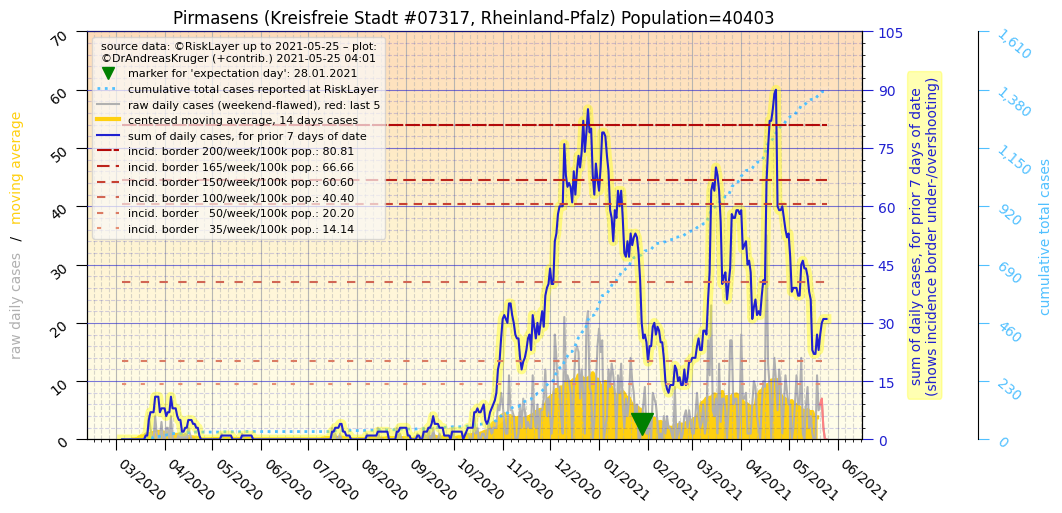 Pirmasens (Kreisfreie Stadt #07317, Rheinland-Pfalz) Population=40403
source data: ©RiskLayer up to 2021-05-25 – plot:
©DrAndreasKruger (+contrib.) 2021-05-25 04:01
marker for 'expectation day': 28.01.2021
cumulative total cases reported at RiskLayer
raw daily cases (weekend-flawed), red: last 5
centered moving average, 14 days cases
sum of daily cases, for prior 7 days of date
incid. border 200/week/100k pop.: 80.81
incid. border 165/week/100k pop.: 66.66
incid. border 150/week/100k pop.: 60.60
incid. border 100/week/100k pop.: 40.40
incid. border   50/week/100k pop.: 20.20
incid. border   35/week/100k pop.: 14.14
raw daily cases / moving average
70
60
50
40
30
20
10
0
03/2020
04/2020
05/2020
06/2020
07/2020
08/2020
09/2020
10/2020
11/2020
12/2020
01/2021
02/2021
03/2021
04/2021
05/2021
06/2021
105
90
75
60
45
30
15
0
sum of daily cases, for prior 7 days of date
(shows incidence border under-/overshooting)
1,610
1,380
1,150
920
690
460
230
0
cumulative total cases